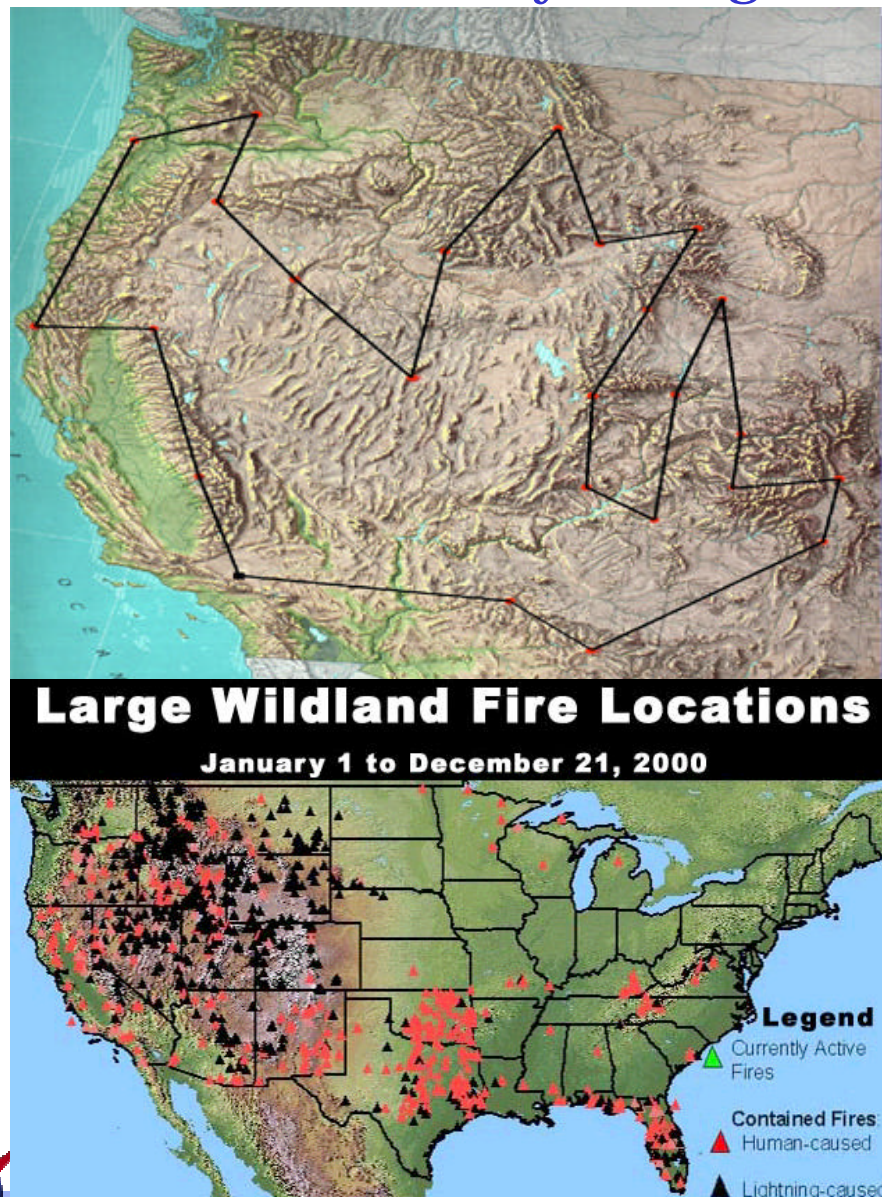 Large Wildland Fire Locations
January 1 to December 21, 2000
Legend
Currently Active
Fires
Contained Fires:
Human-caused
Lightning-caused